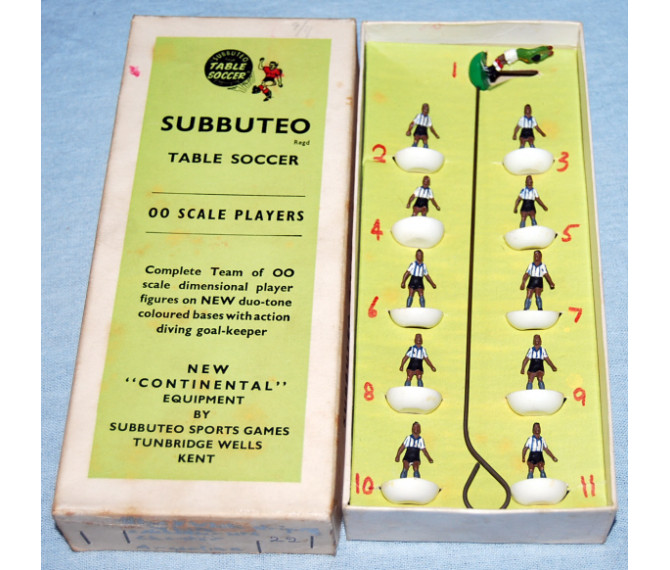 SUBBUTEO
TABLE
SOCCER
SUBBUTEO
Regd
TABLE SOCCER
OO SCALE PLAYERS
Complete Team of OO
scale dimensional player
figures on NEW duo-tone
coloured bases with action
diving goal-keeper
NEW
"CONTINENTAL"
EQUIPMENT
BY
SUBBUTEO SPORTS GAMES
TUNBRIDGE WELLS
KENT
22
1
2
3
4
5
6
7
8
9
10
11